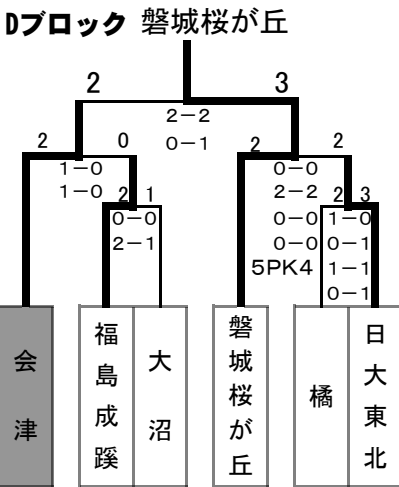 Dブロック 磐城桜が丘
2 3
2-2
0-1
2 0 2 2
1-0 0-0
1-0 2 1 2-2 2 3
0-0 0-0 1-0
2-1 0-0 0-1
5PK4 1-1
0-1
会津
福島成蹊
大沼
磐城桜が丘
橘
日大東北